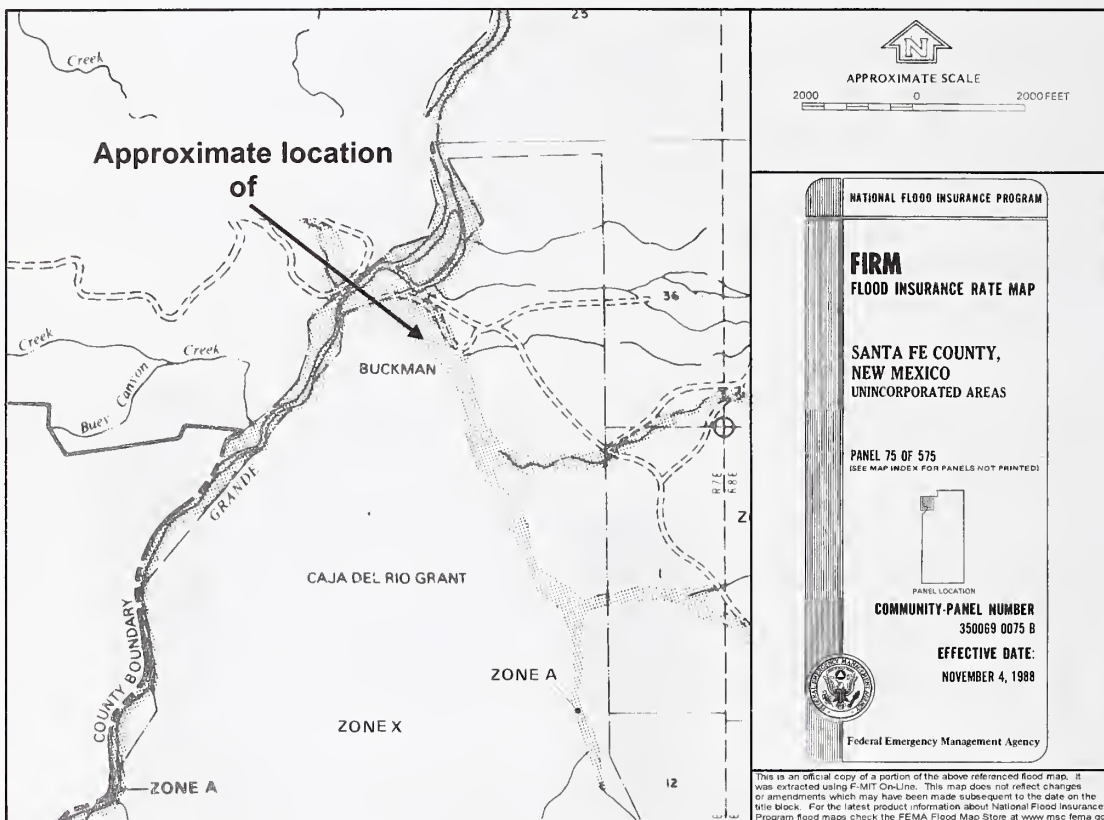 23
Creek
Approximate location
of
36
BUCKMAN
Creek
Creek
Buey Canyon
GRANDE
R7E
R8E
CAJA DEL RIO GRANT
1
COUNTY BOUNDARY
ZONE A
ZONE X
ZONE A
12
APPROXIMATE SCALE
2000 0 2000 FEET
NATIONAL FLOOD INSURANCE PROGRAM
FIRM
FLOOD INSURANCE RATE MAP
SANTA FE COUNTY,
NEW MEXICO
UNINCORPORATED AREAS
PANEL 75 OF 575
(SEE MAP INDEX FOR PANELS NOT PRINTED)
PANEL LOCATION
COMMUNITY-PANEL NUMBER
350069 0075 B
EFFECTIVE DATE:
NOVEMBER 4, 1988
Federal Emergency Management Agency
This is an official copy of a portion of the above referenced flood map. It
was extracted using F-MIT On-Line. This map does not reflect changes
or amendments which may have been made subsequent to the date on the
title block. For the latest product information about National Flood Insurance
Program flood maps check the FEMA Flood Map Store at www msc fema go